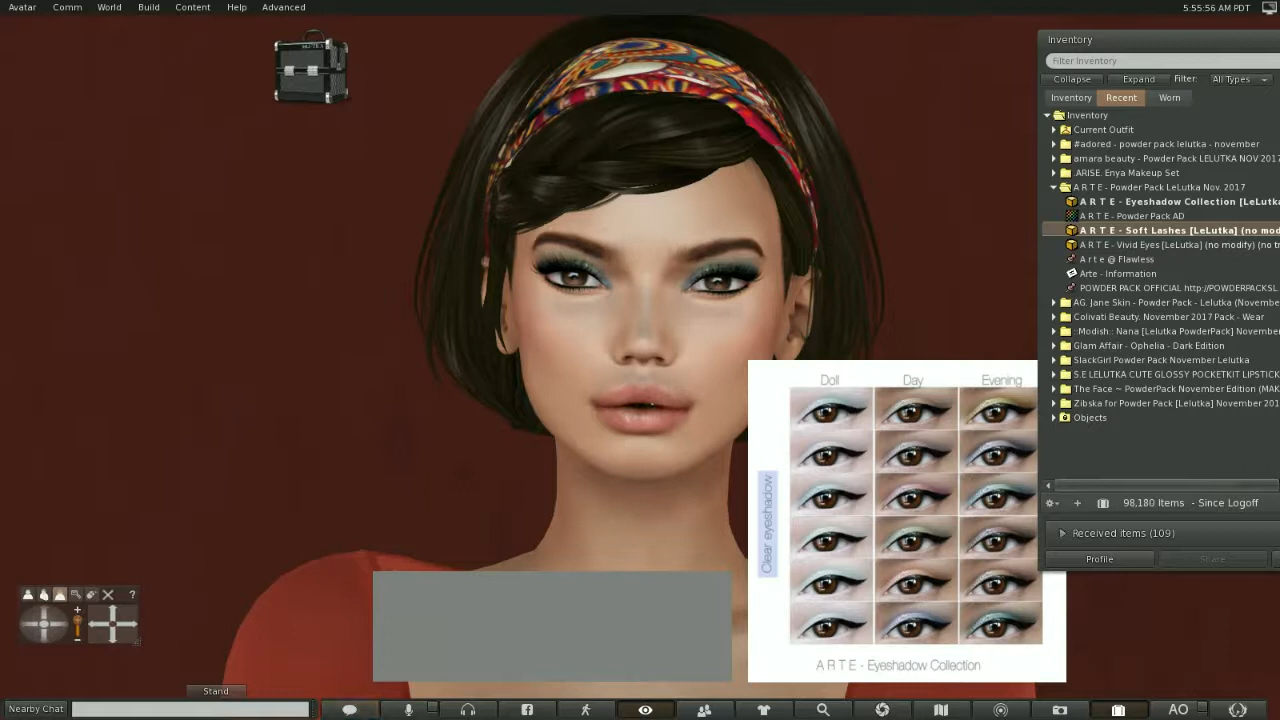 Avatar Comm World Build Content Help Advanced
5:55:56 AM PDT
Inventory
Filter Inventory
Collapse Expand Filter: All Types
Inventory Recent Worn
Inventory
Current Outfit
#adored - powder pack lelutka - november
amara beauty - Powder Pack LELUTKA NOV 2017
.ARISE. Enya Makeup Set
A R T E - Powder Pack LeLutka Nov. 2017
A R T E - Eyeshadow Collection [LeLutka
A R T E - Powder Pack AD
A R T E - Soft Lashes [LeLutka] (no mod
A R T E - Vivid Eyes [LeLutka] (no modify) (no tr
A r t e @ Flawless
Arte - Information
POWDER PACK OFFICIAL http://POWDERPACKSL.
AG. Jane Skin - Powder Pack - Lelutka (Novembe
Colivati Beauty. November 2017 Pack - Wear
::Modish:: Nana [Lelutka PowderPack] November
Glam Affair - Ophelia - Dark Edition
SlackGirl Powder Pack November Lelutka
S.E LELUTKA CUTE GLOSSY POCKETKIT LIPSTICK
The Face ~ PowderPack November Edition (MAK
Zibska for Powder Pack [Lelutka] November 201
Objects
98,180 Items - Since Logoff
Received items (109)
Profile Share
Doll Day Evening
Clear eyeshadow
A R T E - Eyeshadow Collection
Stand
Nearby Chat
AO